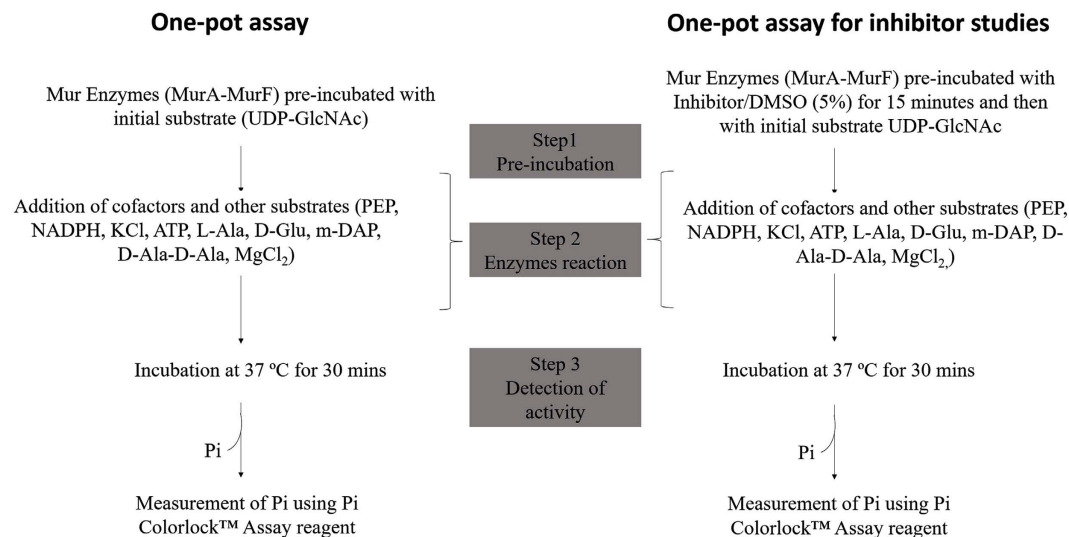 One-pot assay
Mur Enzymes (MurA-MurF) pre-incubated with
initial substrate (UDP-GlcNAc)
Addition of cofactors and other substrates (PEP,
NADPH, KCl, ATP, L-Ala, D-Glu, m-DAP,
D-Ala-D-Ala, MgCl₂)
Incubation at 37 ºC for 30 mins
Pi
Measurement of Pi using Pi
Colorlock™ Assay reagent
Step1
Pre-incubation
Step 2
Enzymes reaction
Step 3
Detection of
activity
One-pot assay for inhibitor studies
Mur Enzymes (MurA-MurF) pre-incubated with
Inhibitor/DMSO (5%) for 15 minutes and then
with initial substrate UDP-GlcNAc
Addition of cofactors and other substrates (PEP,
NADPH, KCl, ATP, L-Ala, D-Glu, m-DAP, D-
Ala-D-Ala, MgCl₂,)
Incubation at 37 ºC for 30 mins
Pi
Measurement of Pi using Pi
Colorlock™ Assay reagent